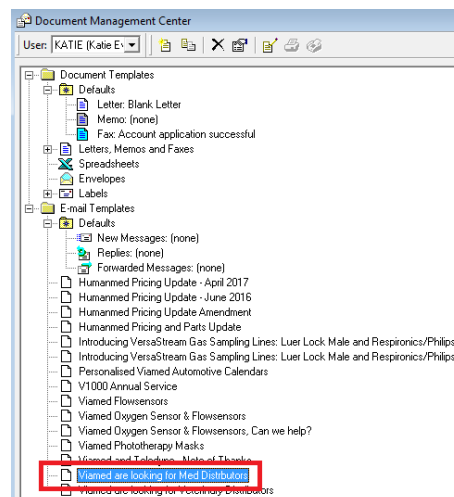 Document Management Center
User: KATIE (Katie Ev
Document Templates
Defaults
Letter: Blank Letter
Memo: (none)
Fax: Account application successful
Letters, Memos and Faxes
Spreadsheets
Envelopes
Labels
E-mail Templates
Defaults
New Messages: (none)
Replies: (none)
Forwarded Messages: (none)
Humanmed Pricing Update - April 2017
Humanmed Pricing Update - June 2016
Humanmed Pricing Update Amendment
Humanmed Pricing and Parts Update
Introducing VersaStream Gas Sampling Lines: Luer Lock Male and Respironics/Philips
Introducing VersaStream Gas Sampling Lines: Luer Lock Male and Respironics/Philips
Personalised Viamed Automotive Calendars
V1000 Annual Service
Viamed Flowsensors
Viamed Oxygen Sensor & Flowsensors
Viamed Oxygen Sensor & Flowsensors, Can we help?
Viamed Phototherapy Masks
Viamed and Teledyne - Note of Thanks
Viamed are looking for Med Distrbutors
Viamed are looking for Veterinary Distributors